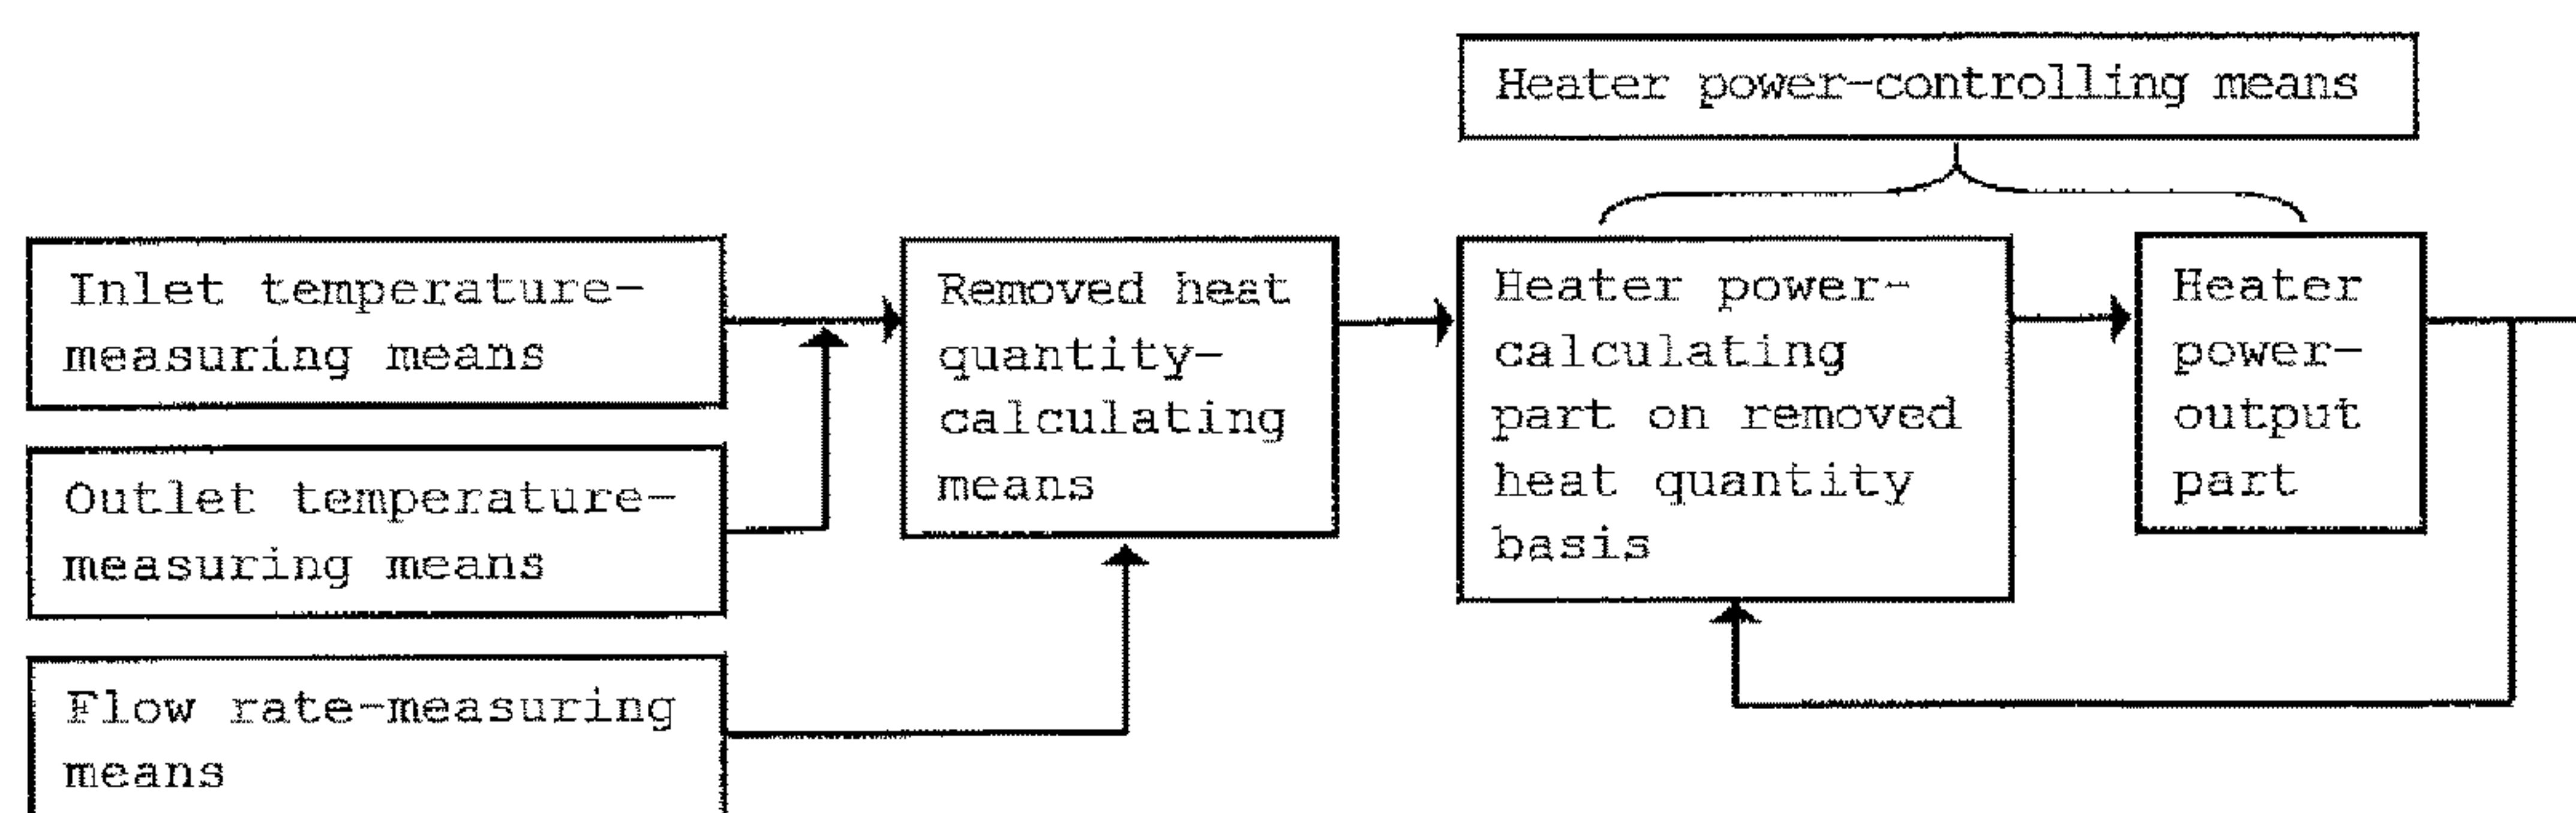 Heater power-controlling means
Inlet temperature-
measuring means
Outlet temperature-
measuring means
Flow rate-measuring
means
Removed heat
quantity-
calculating
means
Heater power-
calculating
part on removed
heat quantity
basis
Heater
power-
output
part